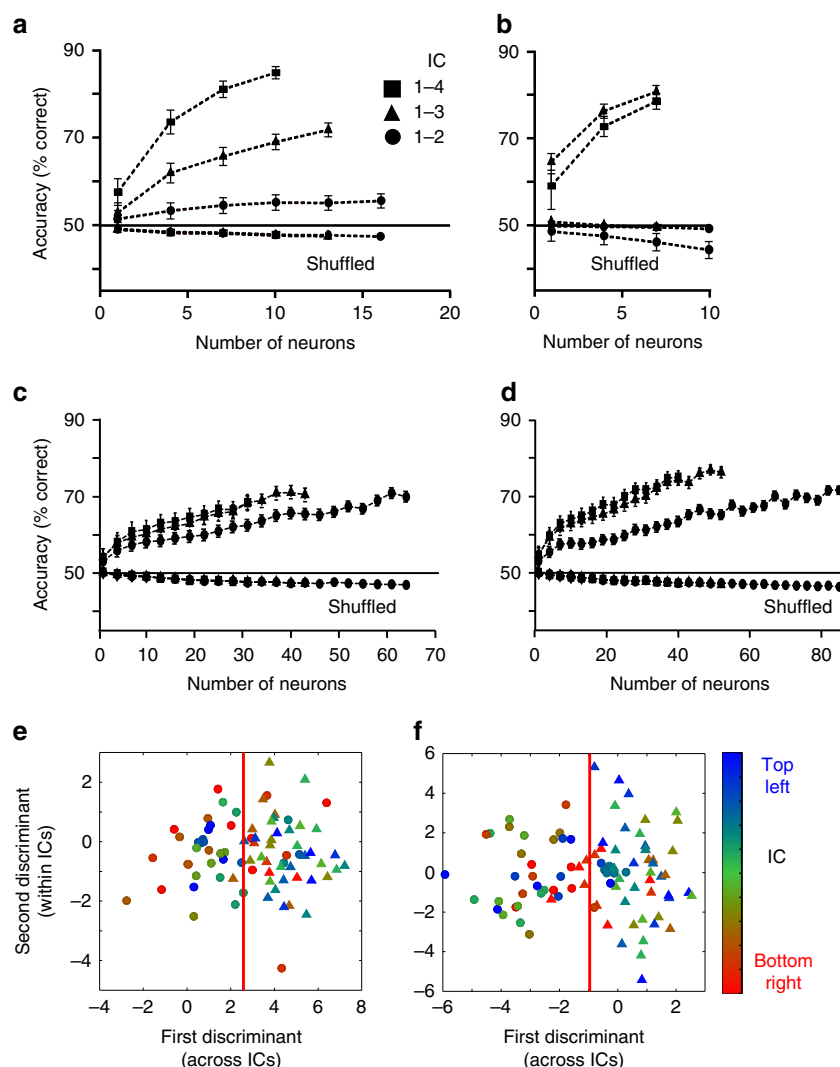 a
b
90
70
50
Accuracy (% correct)
IC
1–4
1–3
1–2
Shuffled
0
5
10
15
20
Number of neurons
90
70
50
Shuffled
0
5
10
Number of neurons
c
d
90
70
50
Accuracy (% correct)
Shuffled
0
10
20
30
40
50
60
70
Number of neurons
90
70
50
Shuffled
0
20
40
60
80
Number of neurons
e
f
Second discriminant
(within ICs)
2
0
–2
–4
–4
–2
0
2
4
6
8
First discriminant
(across ICs)
6
4
2
0
–2
–4
–6
–6
–4
–2
0
2
First discriminant
(across ICs)
Top
left
IC
Bottom
right